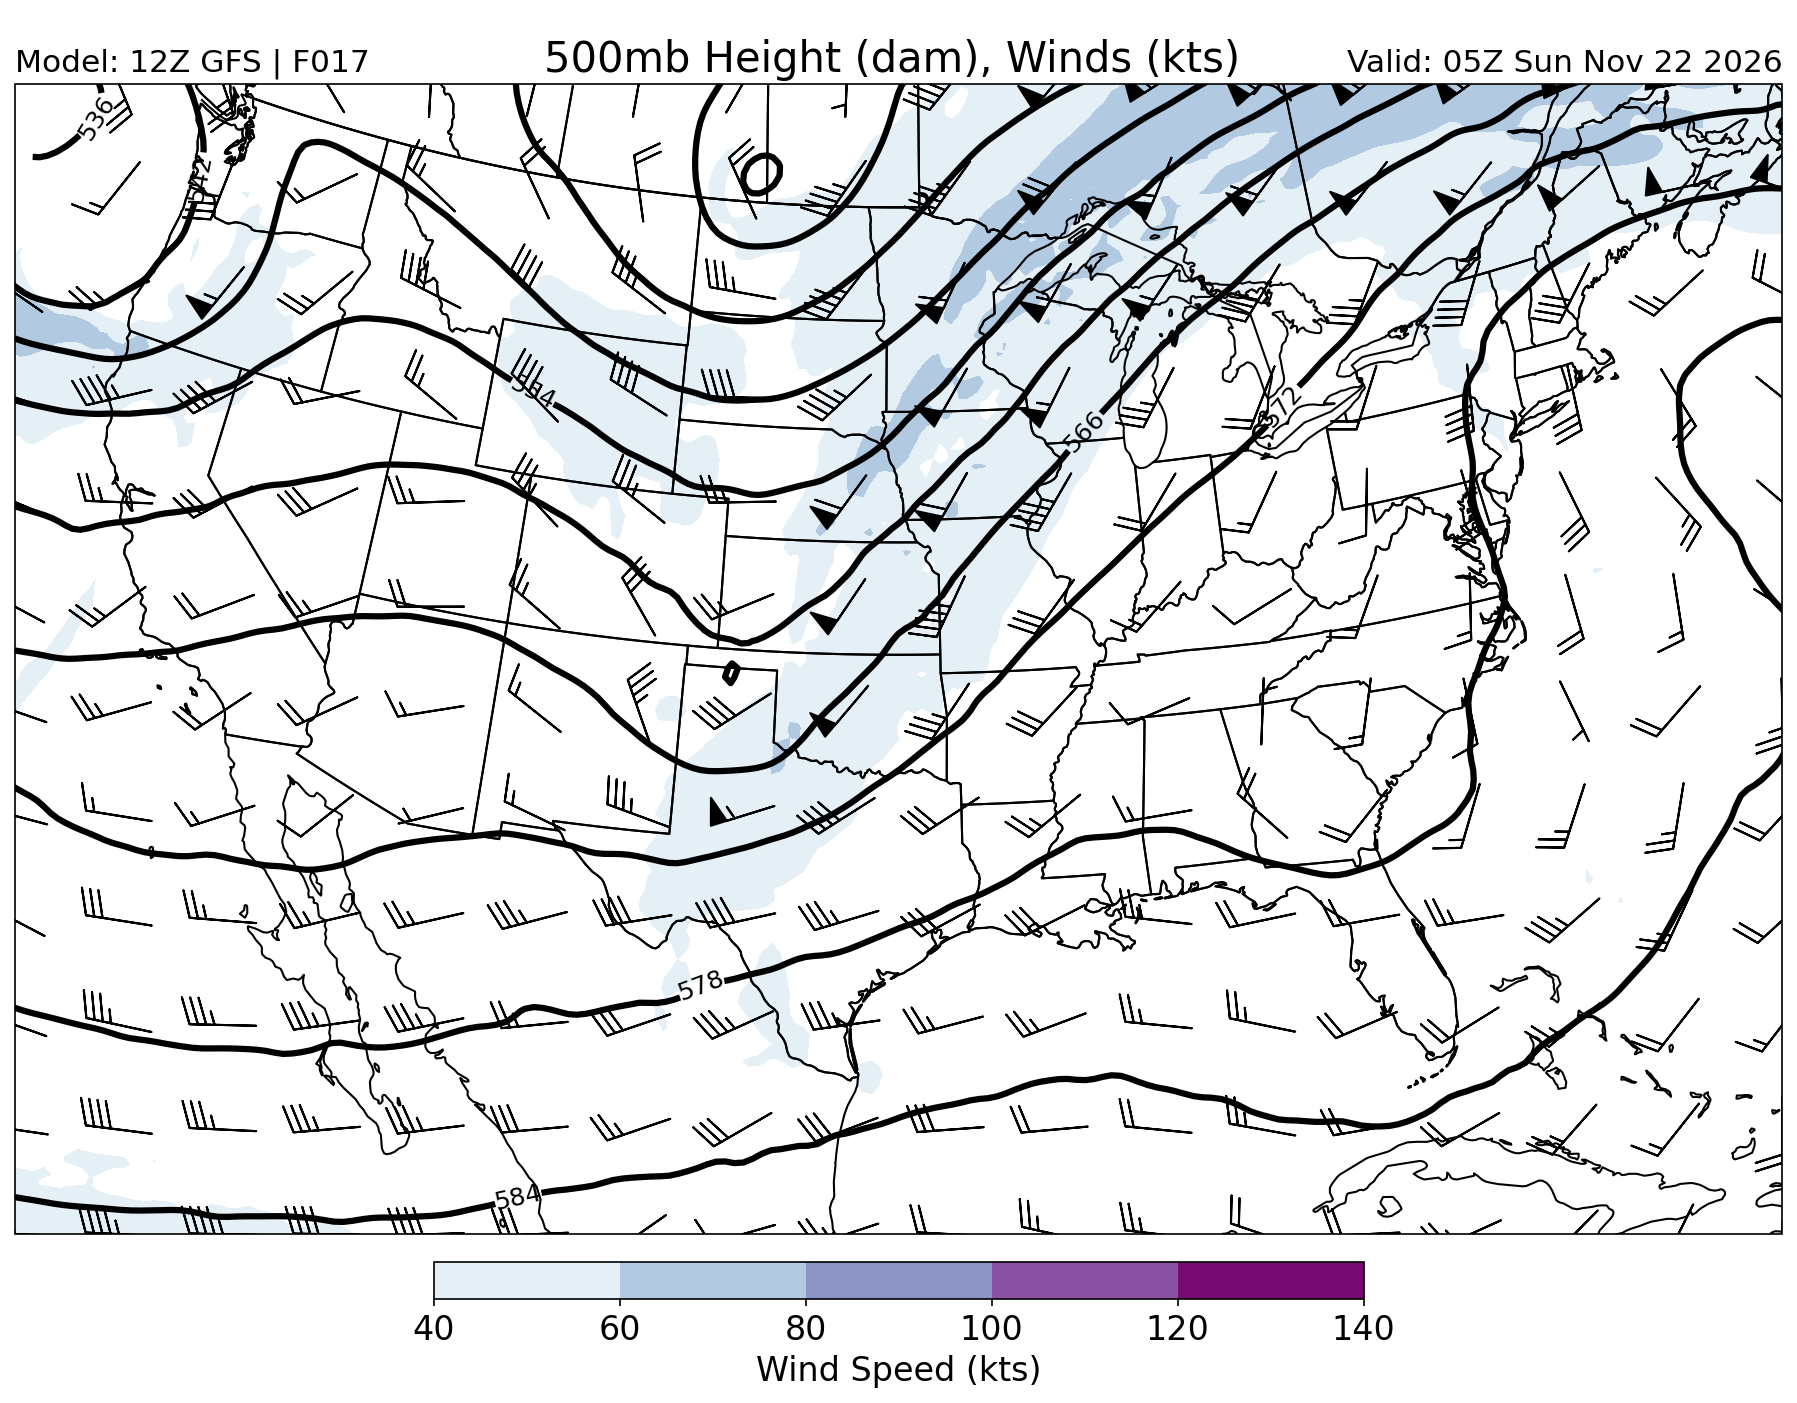 Model: 12Z GFS | F017
500mb Height (dam), Winds (kts)
Valid: 05Z Sun Nov 22 2026
536
542
554
572
566
578
584
40 60 80 100 120 140
Wind Speed (kts)